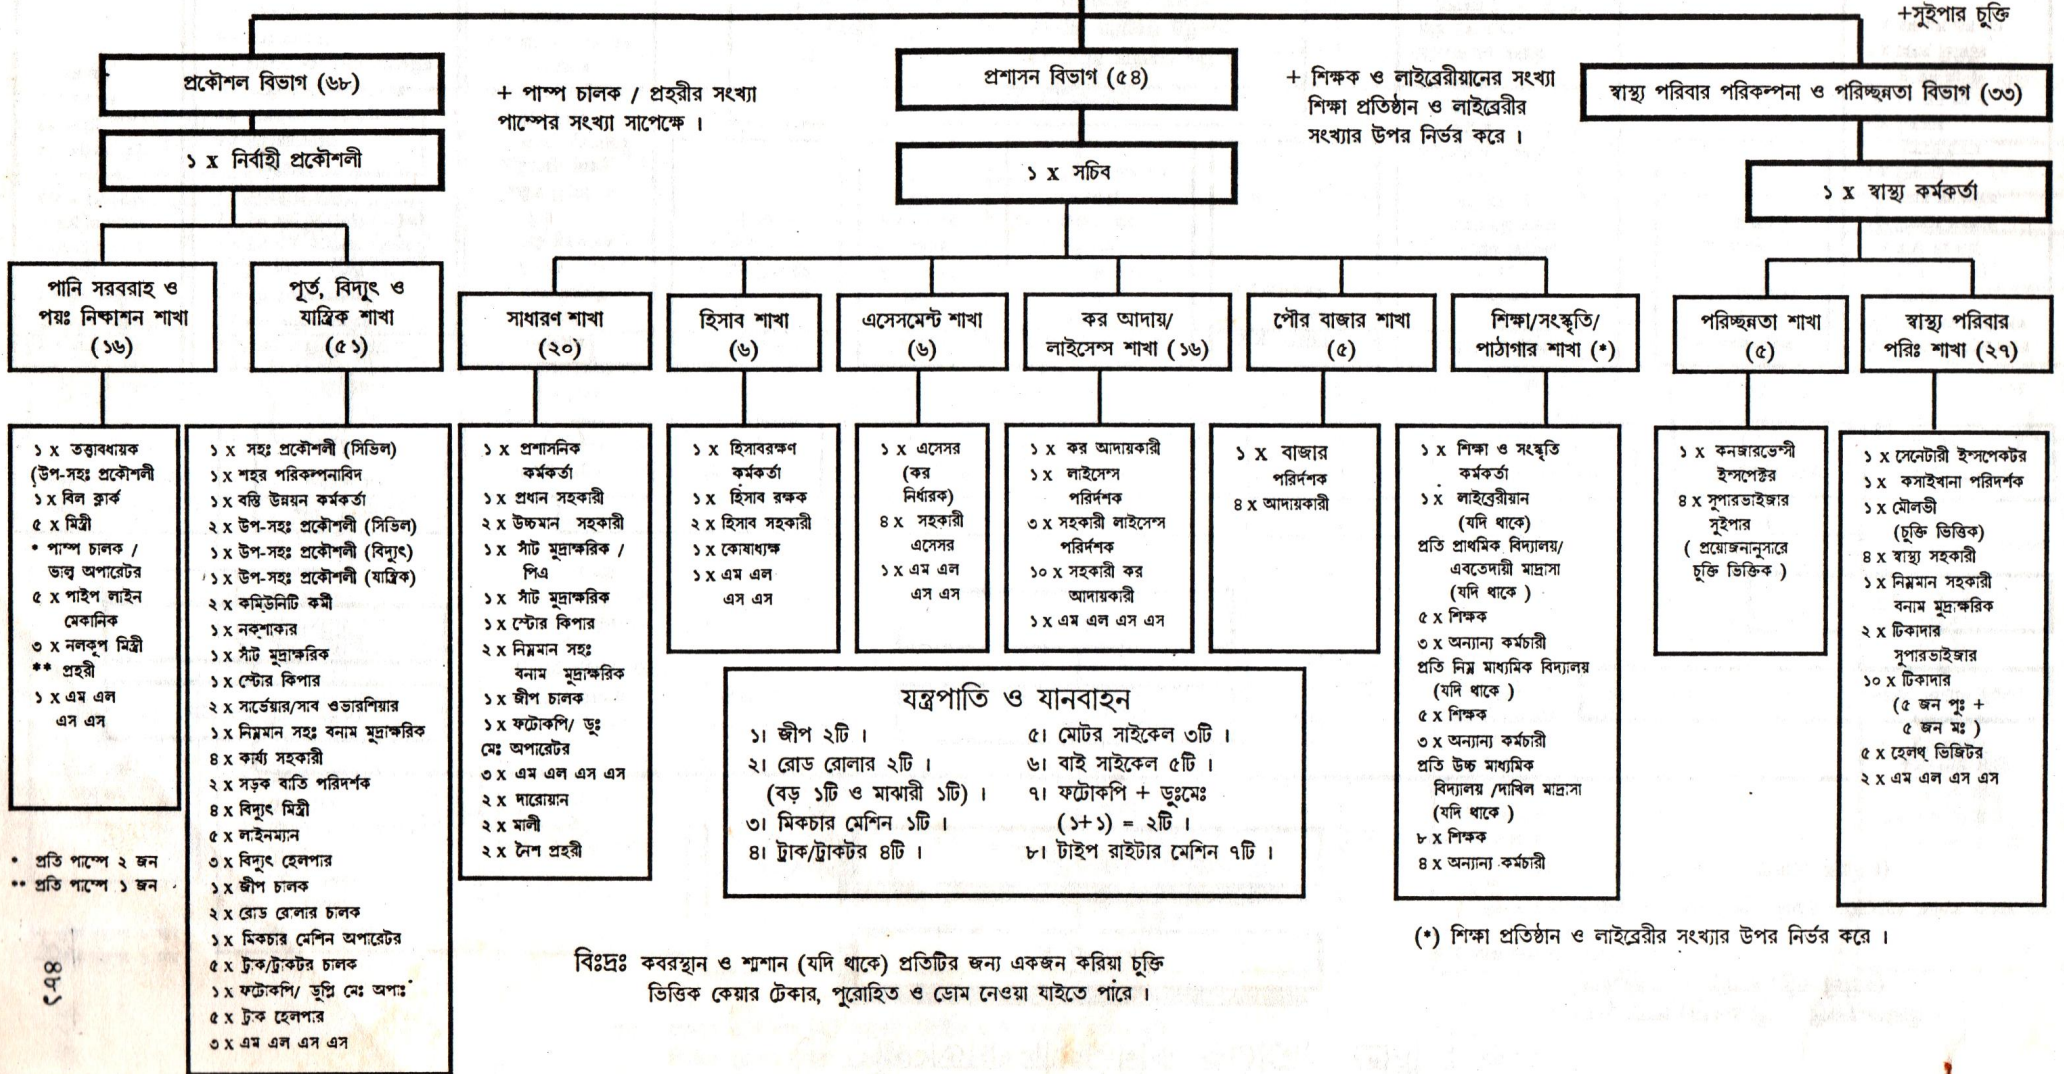 +সুইপার চুক্তি
প্রকৌশল বিভাগ (৬৮)
১ x নির্বাহী প্রকৌশলী
+ পাম্প চালক / প্রহরীর সংখ্যা
পাম্পের সংখ্যা সাপেক্ষে ।
প্রশাসন বিভাগ (৫৪)
১ x সচিব
+ শিক্ষক ও লাইব্রেরীয়ানের সংখ্যা
শিক্ষা প্রতিষ্ঠান ও লাইব্রেরীর
সংখ্যার উপর নির্ভর করে ।
স্বাস্থ্য পরিবার পরিকল্পনা ও পরিচ্ছন্নতা বিভাগ (৩৩)
১ x স্বাস্থ্য কর্মকর্তা
পানি সরবরাহ ও
পয়ঃ নিষ্কাশন শাখা
(১৬)
পূর্ত, বিদ্যুৎ ও
যান্ত্রিক শাখা
(৫১)
সাধারণ শাখা
(২০)
হিসাব শাখা
(৬)
এসেসমেন্ট শাখা
(৬)
কর আদায়/
লাইসেন্স শাখা (১৬)
পৌর বাজার শাখা
(৫)
শিক্ষা/সংস্কৃতি/
পাঠাগার শাখা (*)
পরিচ্ছন্নতা শাখা
(৫)
স্বাস্থ্য পরিবার
পরিঃ শাখা (২৭)
১ x তত্ত্বাবধায়ক
(উপ-সহঃ প্রকৌশলী
১ x বিল ক্লার্ক
৫ x মিস্ত্রী
* পাম্প চালক /
ভাল্ব অপারেটর
৫ x পাইপ লাইন
মেকানিক
৩ x নলকূপ মিস্ত্রী
** প্রহরী
১ x এম এল
এস এস
* প্রতি পাম্পে ২ জন
** প্রতি পাম্পে ১ জন
১ x সহঃ প্রকৌশলী (সিভিল)
১ x শহর পরিকল্পনাবিদ
১ x বস্তি উন্নয়ন কর্মকর্তা
২ x উপ-সহঃ প্রকৌশলী (সিভিল)
১ x উপ-সহঃ প্রকৌশলী (বিদ্যুৎ)
১ x উপ-সহঃ প্রকৌশলী (যান্ত্রিক)
২ x কমিউনিটি কর্মী
১ x নকশাকার
১ x সাঁট মুদ্রাক্ষরিক
১ x স্টোর কিপার
২ x সার্ভেয়ার/সাব ওভারশিয়ার
১ x নিম্নমান সহঃ বনাম মুদ্রাক্ষরিক
৪ x কার্য্য সহকারী
২ x সড়ক বাতি পরিদর্শক
৪ x বিদ্যুৎ মিস্ত্রী
৫ x লাইনম্যান
৩ x বিদ্যুৎ হেলপার
১ x জীপ চালক
২ x রোড রোলার চালক
১ x মিকচার মেশিন অপারেটর
৫ x ট্রাক/ট্রাকটর চালক
১ x ফটোকপি/ ডুপ্লি মেঃ অপাঃ
৫ x ট্রাক হেলপার
৩ x এম এল এস এস
১ x প্রশাসনিক
কর্মকর্তা
১ x প্রধান সহকারী
২ x উচ্চমান সহকারী
১ x সাঁট মুদ্রাক্ষরিক /
পিএ
১ x সাঁট মুদ্রাক্ষরিক
১ x স্টোর কিপার
২ x নিম্নমান সহঃ
বনাম মুদ্রাক্ষরিক
১ x জীপ চালক
১ x ফটোকপি/ ডুঃ
মেঃ অপারেটর
৩ x এম এল এস এস
২ x দারোয়ান
২ x মালী
২ x নৈশ প্রহরী
১ x হিসাবরক্ষণ
কর্মকর্তা
১ x হিসাব রক্ষক
২ x হিসাব সহকারী
১ x কোষাধ্যক্ষ
১ x এম এল
এস এস
১ x এসেসর
(কর
নির্ধারক)
৪ x সহকারী
এসেসর
১ x এম এল
এস এস
১ x কর আদায়কারী
১ x লাইসেন্স
পরিদর্শক
৩ x সহকারী লাইসেন্স
পরিদর্শক
১০ x সহকারী কর
আদায়কারী
১ x এম এল এস এস
১ x বাজার
পরিদর্শক
৪ x আদায়কারী
১ x শিক্ষা ও সংস্কৃতি
কর্মকর্তা
১ x লাইব্রেরীয়ান
(যদি থাকে)
প্রতি প্রাথমিক বিদ্যালয়/
এবতেদায়ী মাদ্রাসা
(যদি থাকে )
৫ x শিক্ষক
৩ x অন্যান্য কর্মচারী
প্রতি নিম্ন মাধ্যমিক বিদ্যালয়
(যদি থাকে )
৫ x শিক্ষক
৩ x অন্যান্য কর্মচারী
প্রতি উচ্চ মাধ্যমিক
বিদ্যালয় /দাখিল মাদ্রাসা
(যদি থাকে )
৮ x শিক্ষক
৪ x অন্যান্য কর্মচারী
১ x কনজারভেন্সী
ইন্সপেক্টর
৪ x সুপারভাইজার
সুইপার
( প্রয়োজনানুসারে
চুক্তি ভিত্তিক )
১ x সেনেটারী ইন্সপেকটর
১ x কসাইখানা পরিদর্শক
১ x মৌলভী
(চুক্তি ভিত্তিক)
৪ x স্বাস্থ্য সহকারী
১ x নিম্নমান সহকারী
বনাম মুদ্রাক্ষরিক
২ x টিকাদার
সুপারভাইজার
১০ x টিকাদার
(৫ জন পুঃ +
৫ জন মঃ )
৫ x হেলথ্ ভিজিটর
২ x এম এল এস এস
যন্ত্রপাতি ও যানবাহন
১। জীপ ২টি ।
২। রোড রোলার ২টি ।
(বড় ১টি ও মাঝারী ১টি) ।
৩। মিকচার মেশিন ১টি ।
৪। ট্রাক/ট্রাকটর ৪টি ।
৫। মোটর সাইকেল ৩টি ।
৬। বাই সাইকেল ৫টি ।
৭। ফটোকপি + ডুঃমেঃ
(১+১) = ২টি ।
৮। টাইপ রাইটার মেশিন ৭টি ।
(*) শিক্ষা প্রতিষ্ঠান ও লাইব্রেরীর সংখ্যার উপর নির্ভর করে ।
বিঃদ্রঃ কবরস্থান ও শ্মশান (যদি থাকে) প্রতিটির জন্য একজন করিয়া চুক্তি
ভিত্তিক কেয়ার টেকার, পুরোহিত ও ডোম নেওয়া যাইতে পারে ।